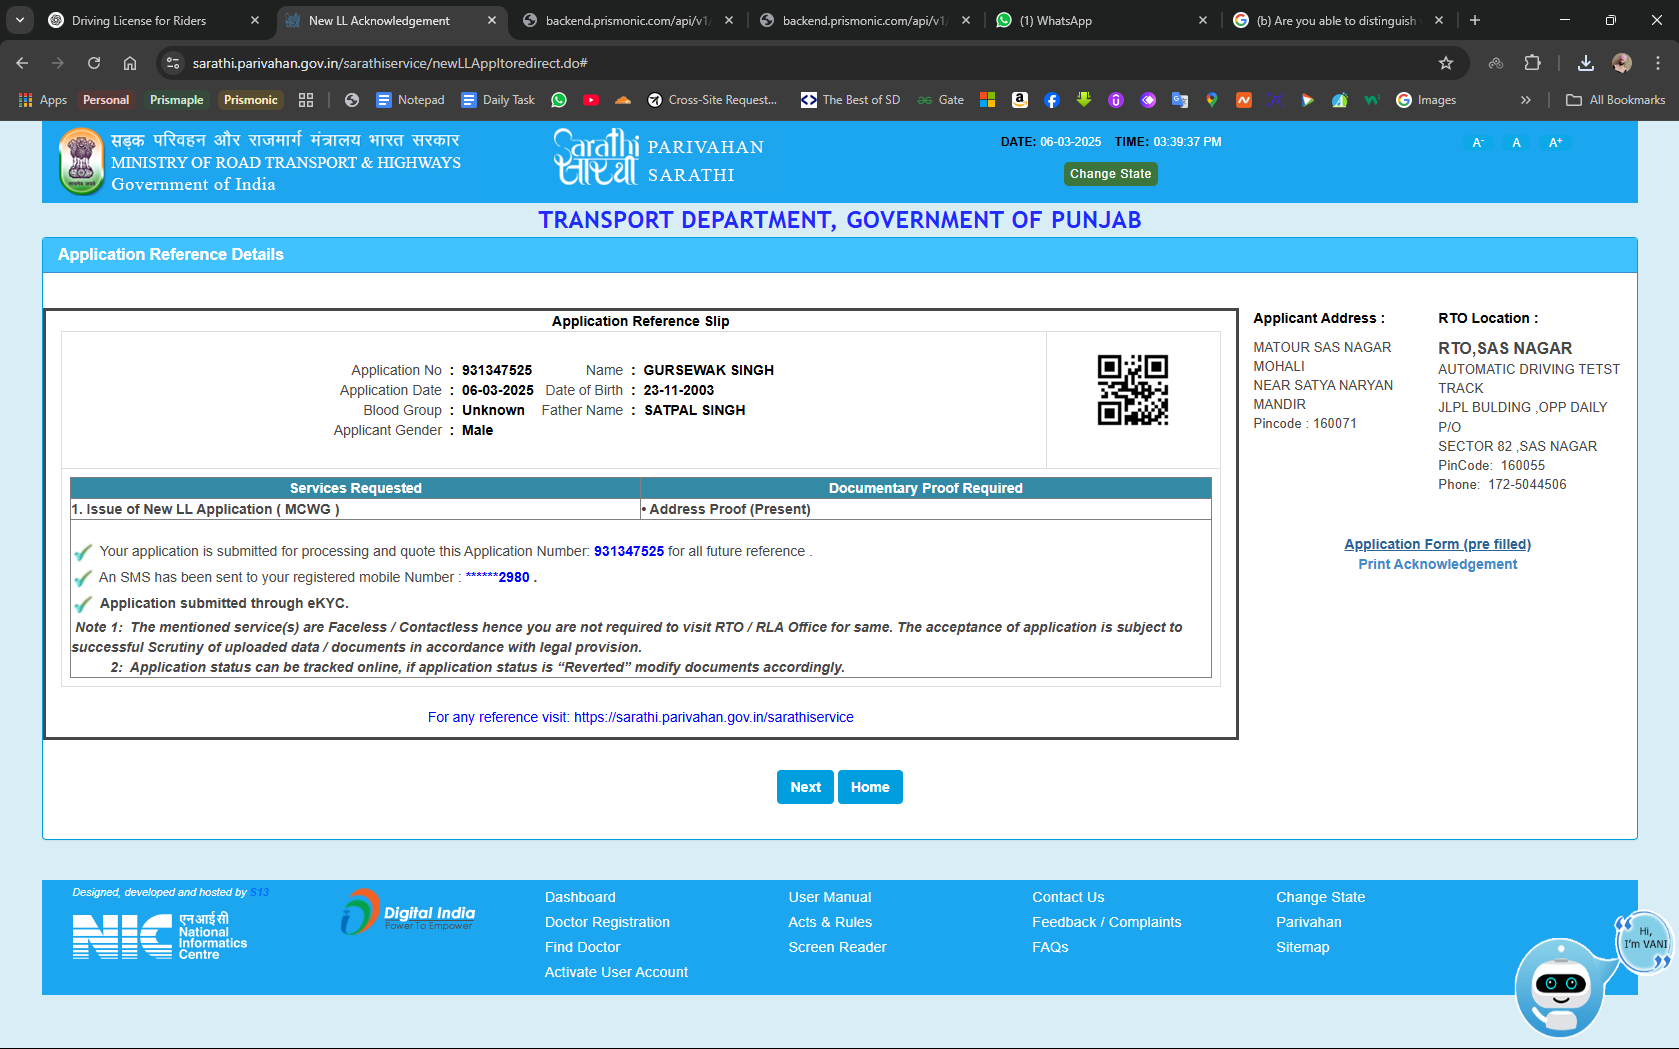 Driving License for Riders
New LL Acknowledgement
backend.prismonic.com/api/v1/
backend.prismonic.com/api/v1/
(1) WhatsApp
(b) Are you able to distinguish
sarathi.parivahan.gov.in/sarathiservice/newLLAppltoredirect.do#
Apps
Personal
Prismaple
Prismonic
Notepad
Daily Task
Cross-Site Request...
The Best of SD
Gate
Images
All Bookmarks
सड़क परिवहन और राजमार्ग मंत्रालय भारत सरकार
MINISTRY OF ROAD TRANSPORT & HIGHWAYS
Government of India
Sarathi
सारथी
PARIVAHAN
SARATHI
DATE: 06-03-2025 TIME: 03:39:37 PM
Change State
A- A A+
TRANSPORT DEPARTMENT, GOVERNMENT OF PUNJAB
Application Reference Details
Application Reference Slip
Application No : 931347525 Name : GURSEWAK SINGH
Application Date : 06-03-2025 Date of Birth : 23-11-2003
Blood Group : Unknown Father Name : SATPAL SINGH
Applicant Gender : Male
Services Requested Documentary Proof Required
1. Issue of New LL Application ( MCWG ) • Address Proof (Present)
Your application is submitted for processing and quote this Application Number: 931347525 for all future reference .
An SMS has been sent to your registered mobile Number : ******2980 .
Application submitted through eKYC.
Note 1: The mentioned service(s) are Faceless / Contactless hence you are not required to visit RTO / RLA Office for same. The acceptance of application is subject to
successful Scrutiny of uploaded data / documents in accordance with legal provision.
2: Application status can be tracked online, if application status is “Reverted” modify documents accordingly.
For any reference visit: https://sarathi.parivahan.gov.in/sarathiservice
Applicant Address :
MATOUR SAS NAGAR
MOHALI
NEAR SATYA NARYAN
MANDIR
Pincode : 160071
RTO Location :
RTO,SAS NAGAR
AUTOMATIC DRIVING TETST
TRACK
JLPL BULDING ,OPP DAILY
P/O
SECTOR 82 ,SAS NAGAR
PinCode: 160055
Phone: 172-5044506
Application Form (pre filled)
Print Acknowledgement
Next
Home
Designed, developed and hosted by S13
NIC
एन आई सी
National
Informatics
Centre
Digital India
Power To Empower
Dashboard
Doctor Registration
Find Doctor
Activate User Account
User Manual
Acts & Rules
Screen Reader
Contact Us
Feedback / Complaints
FAQs
Change State
Parivahan
Sitemap
Hi,
I'm VANI